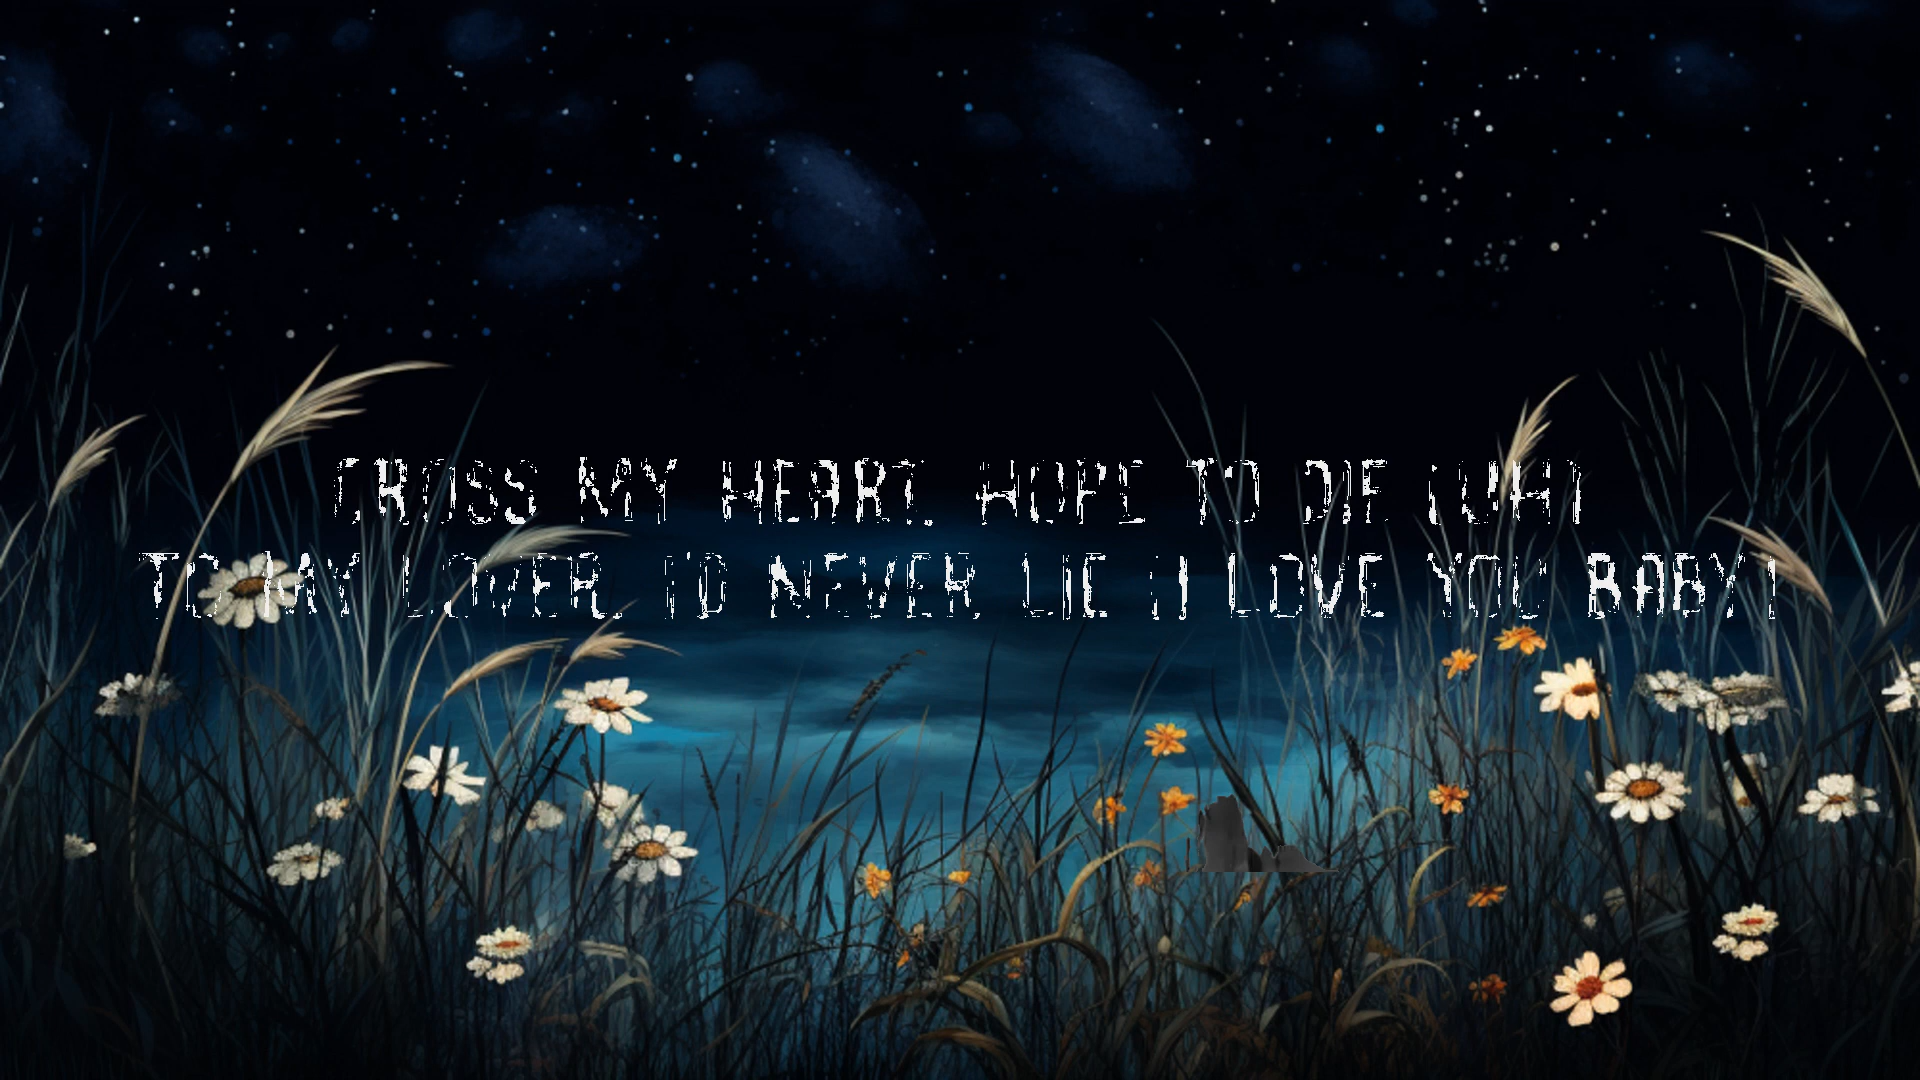 CROSS MY HEART, HOPE TO DIE (UH)
TO MY LOVER, I'D NEVER LIE (I LOVE YOU BABY)